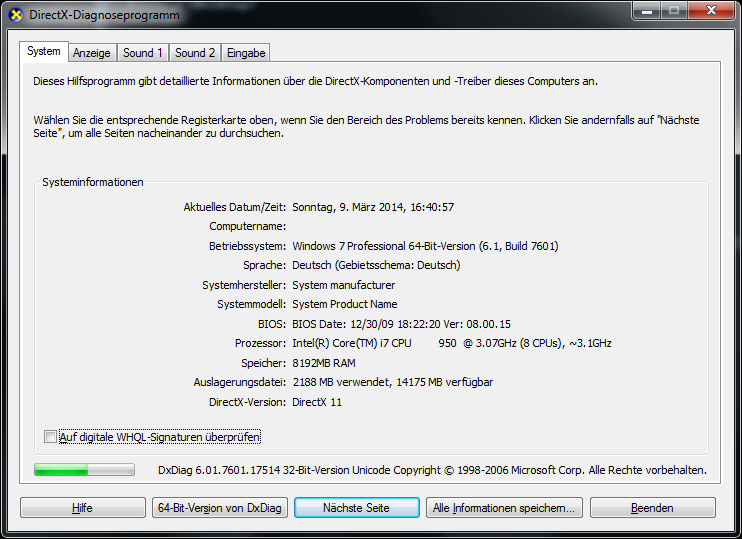 DirectX-Diagnoseprogramm
System Anzeige Sound 1 Sound 2 Eingabe
Dieses Hilfsprogramm gibt detaillierte Informationen über die DirectX-Komponenten und -Treiber dieses Computers an.
Wählen Sie die entsprechende Registerkarte oben, wenn Sie den Bereich des Problems bereits kennen. Klicken Sie andernfalls auf "Nächste
Seite", um alle Seiten nacheinander zu durchsuchen.
Systeminformationen
Aktuelles Datum/Zeit: Sonntag, 9. März 2014, 16:40:57
Computername:
Betriebssystem: Windows 7 Professional 64-Bit-Version (6.1, Build 7601)
Sprache: Deutsch (Gebietsschema: Deutsch)
Systemhersteller: System manufacturer
Systemmodell: System Product Name
BIOS: BIOS Date: 12/30/09 18:22:20 Ver: 08.00.15
Prozessor: Intel(R) Core(TM) i7 CPU 950 @ 3.07GHz (8 CPUs), ~3.1GHz
Speicher: 8192MB RAM
Auslagerungsdatei: 2188 MB verwendet, 14175 MB verfügbar
DirectX-Version: DirectX 11
Auf digitale WHQL-Signaturen überprüfen
DxDiag 6.01.7601.17514 32-Bit-Version Unicode Copyright © 1998-2006 Microsoft Corp. Alle Rechte vorbehalten.
Hilfe 64-Bit-Version von DxDiag Nächste Seite Alle Informationen speichern... Beenden